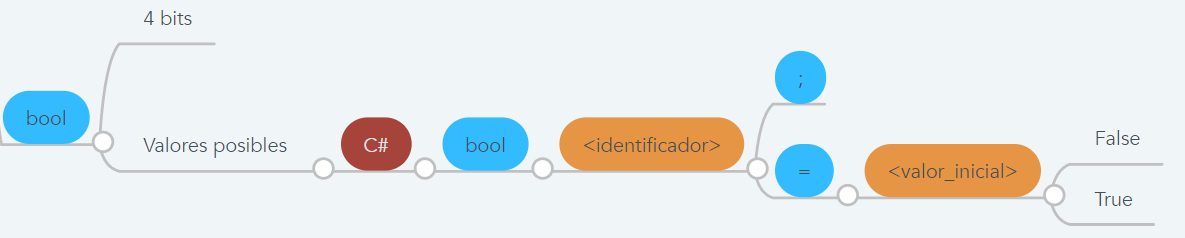 4 bits
bool
Valores posibles
C#
bool
<identificador>
;
=
<valor_inicial>
False
True